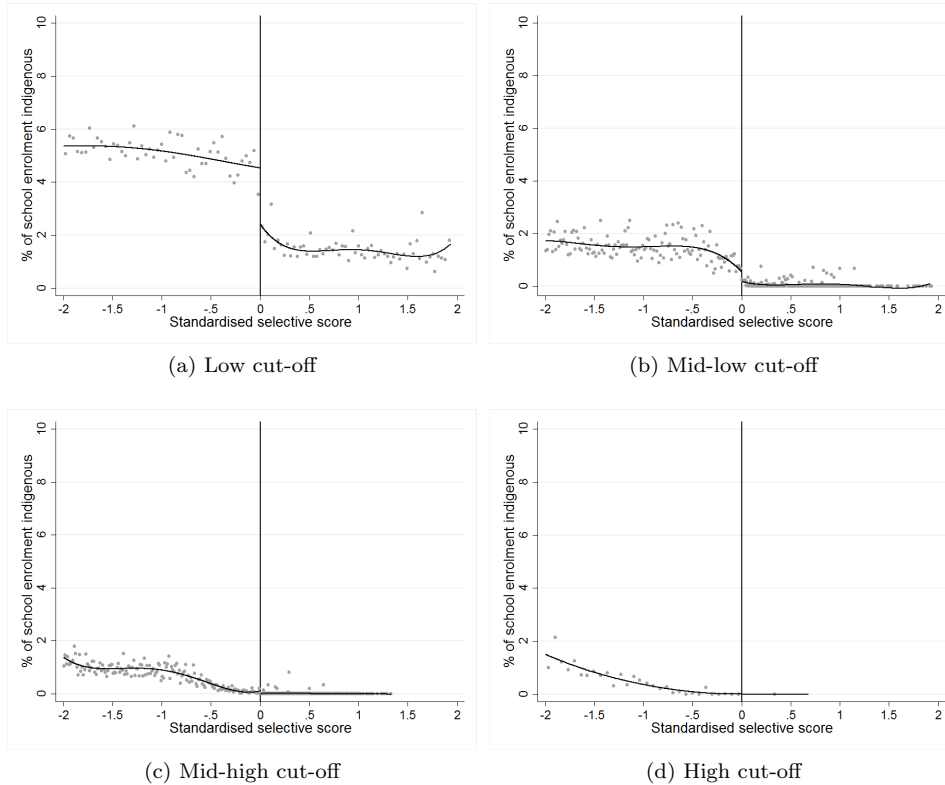 % of school enrolment indigenous
10
8
6
4
2
0
-2 -1.5 -1 -.5 0 .5 1 1.5 2
Standardised selective score
(a) Low cut-off
% of school enrolment indigenous
10
8
6
4
2
0
-2 -1.5 -1 -.5 0 .5 1 1.5 2
Standardised selective score
(b) Mid-low cut-off
% of school enrolment indigenous
10
8
6
4
2
0
-2 -1.5 -1 -.5 0 .5 1 1.5 2
Standardised selective score
(c) Mid-high cut-off
% of school enrolment indigenous
10
8
6
4
2
0
-2 -1.5 -1 -.5 0 .5 1 1.5 2
Standardised selective score
(d) High cut-off